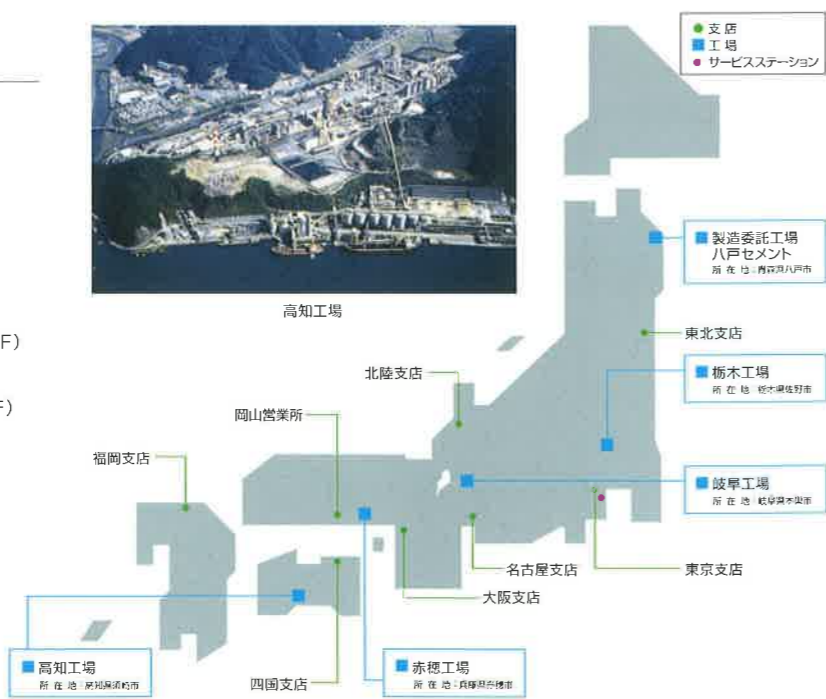 支店
工場
サービスステーション
高知工場
F)
F)
製造委託工場
八戸セメント
所在地:青森県八戸市
東北支店
栃木工場
所在地:栃木県佐野市
北陸支店
岡山営業所
福岡支店
岐阜工場
所在地:岐阜県本巣市
名古屋支店
東京支店
大阪支店
高知工場
所在地:高知県須崎市
四国支店
赤穂工場
所在地:兵庫県赤穂市